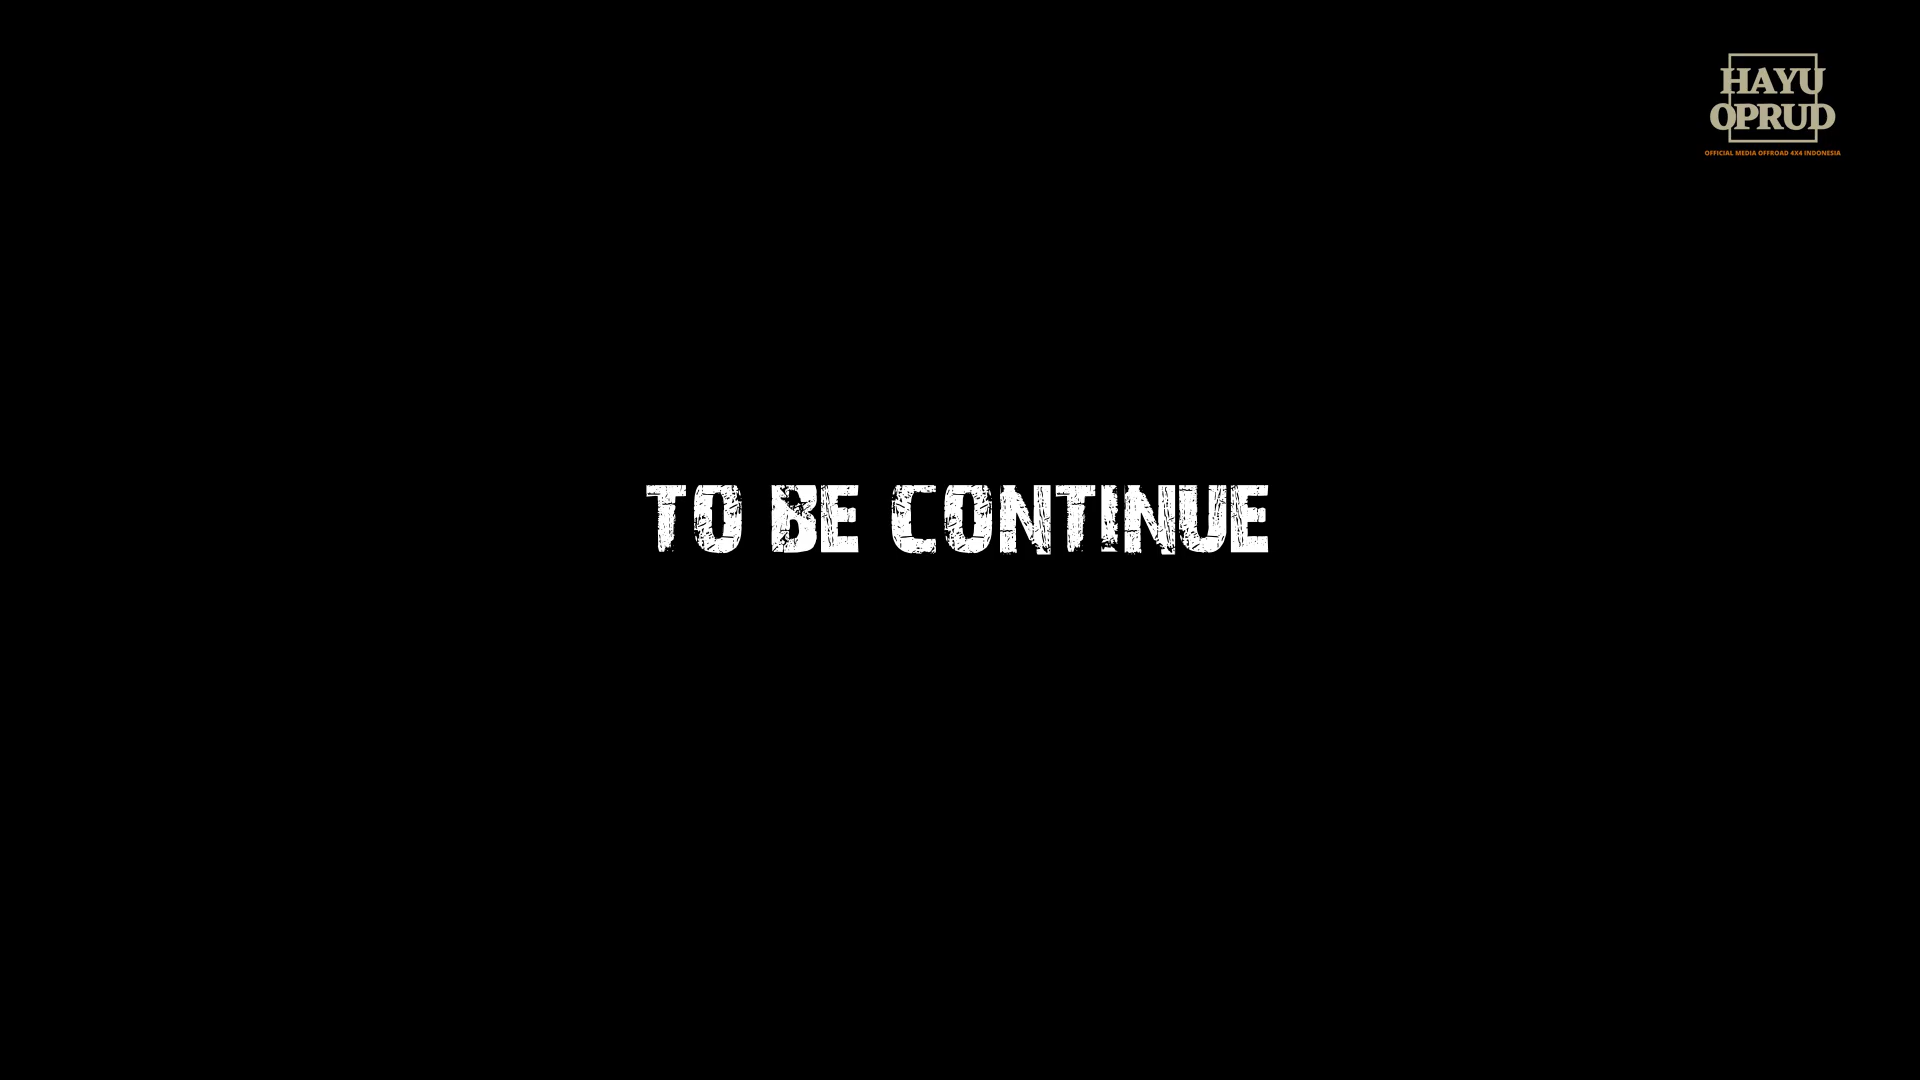 HAYU
OPRUD
OFFICIAL MEDIA OFFROAD 4X4 INDONESIA
TO BE CONTINUE